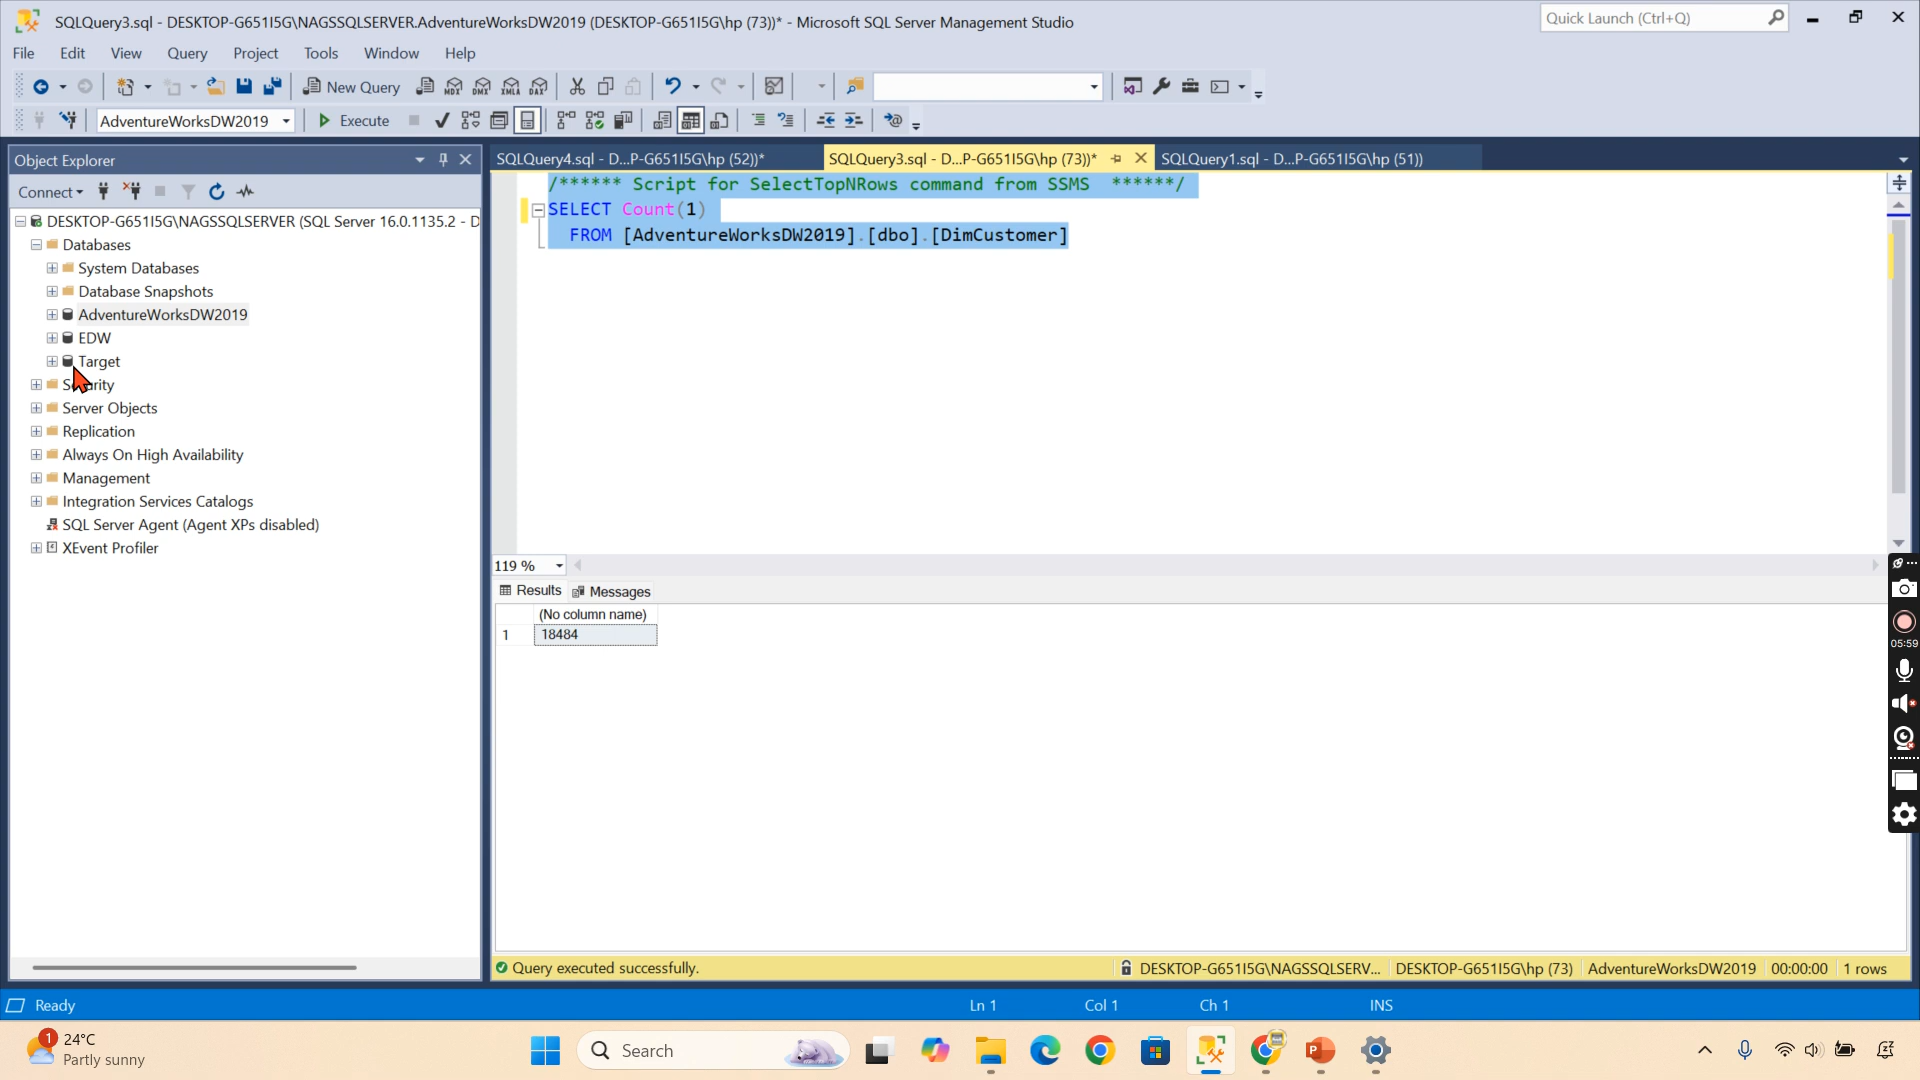 SQLQuery3.sql - DESKTOP-G651I5G\NAGSSQLSERVER.AdventureWorksDW2019 (DESKTOP-G651I5G\hp (73))* - Microsoft SQL Server Management Studio
Quick Launch (Ctrl+Q)
File Edit View Query Project Tools Window Help
New Query MDX DMX XMLA DAX
AdventureWorksDW2019 Execute
Object Explorer
SQLQuery4.sql - D...P-G651I5G\hp (52))*
SQLQuery3.sql - D...P-G651I5G\hp (73))*
SQLQuery1.sql - D...P-G651I5G\hp (51))
Connect
DESKTOP-G651I5G\NAGSSQLSERVER (SQL Server 16.0.1135.2 - D
Databases
System Databases
Database Snapshots
AdventureWorksDW2019
EDW
Target
Security
Server Objects
Replication
Always On High Availability
Management
Integration Services Catalogs
SQL Server Agent (Agent XPs disabled)
XEvent Profiler
/****** Script for SelectTopNRows command from SSMS ******/
SELECT Count(1)
FROM [AdventureWorksDW2019].[dbo].[DimCustomer]
119 %
Results Messages
(No column name)
1 18484
05:59
Query executed successfully.
DESKTOP-G651I5G\NAGSSQLSERV... DESKTOP-G651I5G\hp (73) AdventureWorksDW2019 00:00:00 1 rows
Ready Ln 1 Col 1 Ch 1 INS
1
24°C
Partly sunny
Search